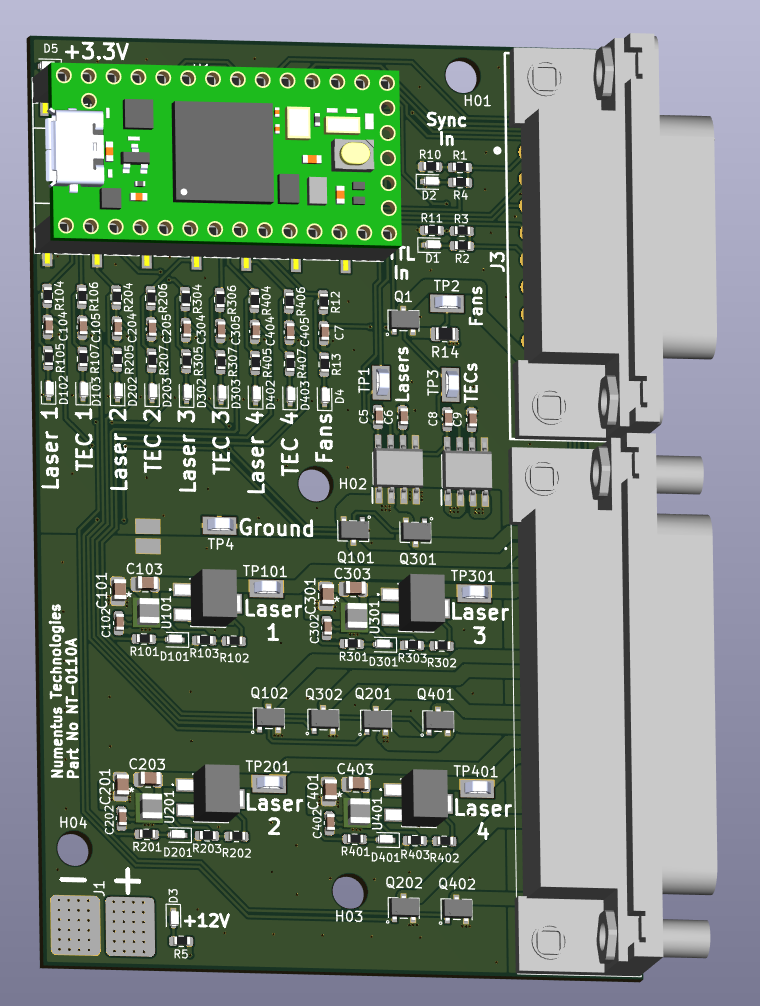 D5 +3.3V
H01
Sync
In
R10 R1
D2 R4
R11 R3
D1 R2
In
J3
Q1
TP2
Fans
R14
R104 R106 R204 R206 R304 R306 R404 R406 R12
C104 C105 C204 C205 C304 C305 C404 C405 C7
R105 R107 R205 R207 R305 R307 R405 R407 R13
D102 D103 D202 D203 D302 D303 D402 D403 D4
Laser 1
TEC 1
Laser 2
TEC 2
Laser 3
TEC 3
Laser 4
TEC 4
Fans
TP1
Lasers
TP3
TECs
C5 C6 C8 C9
H02
TP4
Ground
Q101 Q301
C101 C103 TP101
C102 U101
Laser
1
R101 D101 R103 R102
C301 C303 TP301
C302 U301
Laser
3
R301 D301 R303 R302
Numentus Technologies
Part No NT-0110A
Q102 Q302 Q201 Q401
C201 C203 TP201
C202 U201
Laser
2
R201 D201 R203 R202
C401 C403 TP401
C402 U401
Laser
4
R401 D401 R403 R402
H04
H03
Q202 Q402
− J1 +
D3
+12V
R5